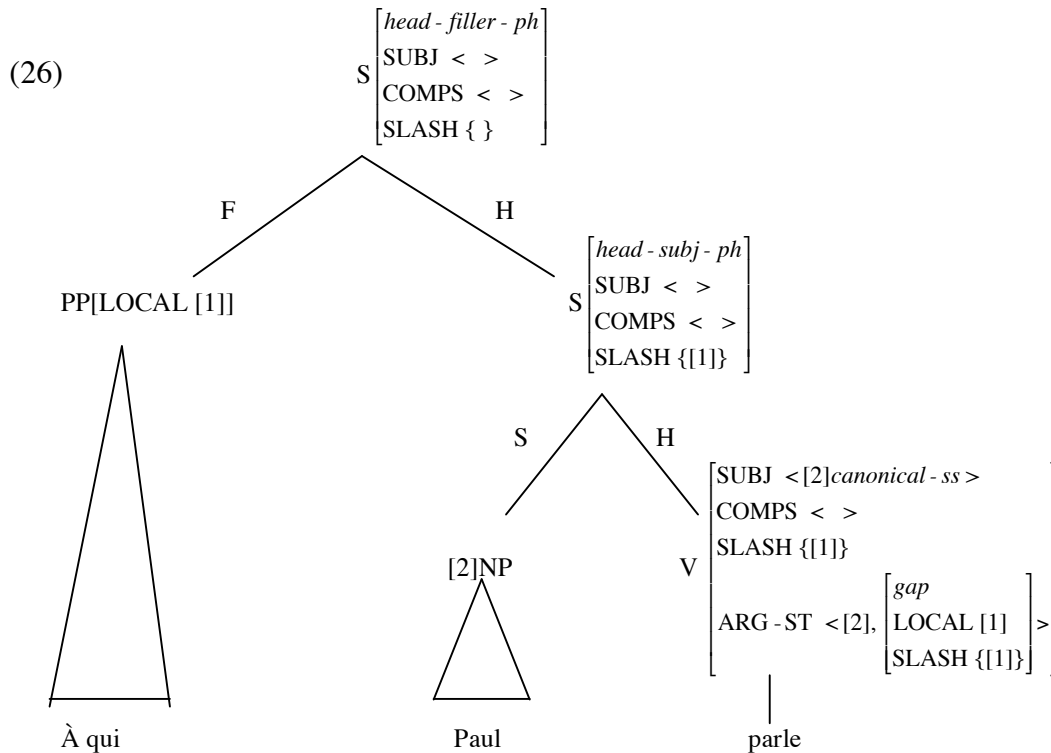 (26)
S [head - filler - ph]
SUBJ < >
COMPS < >
SLASH { }
F H
PP[LOCAL [1]]
S [head - subj - ph]
SUBJ < >
COMPS < >
SLASH {[1]}
S H
[2]NP
V [SUBJ <[2]canonical - ss >
COMPS < >
SLASH {[1]}
ARG - ST <[2], [gap
LOCAL [1]
SLASH {[1]}] >
À qui Paul parle